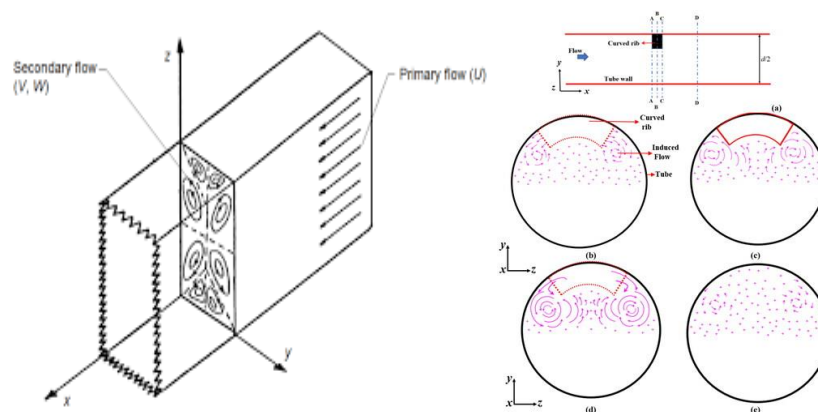 z
Secondary flow
(V, W)
Primary flow (U)
y
x
A B C D
Flow
Curved rib
d/2
y
Tube wall
z x
A B C D
(a)
Curved
rib
Induced
Flow
Tube
y
x z
(b)
(c)
y
x z
(d)
(e)